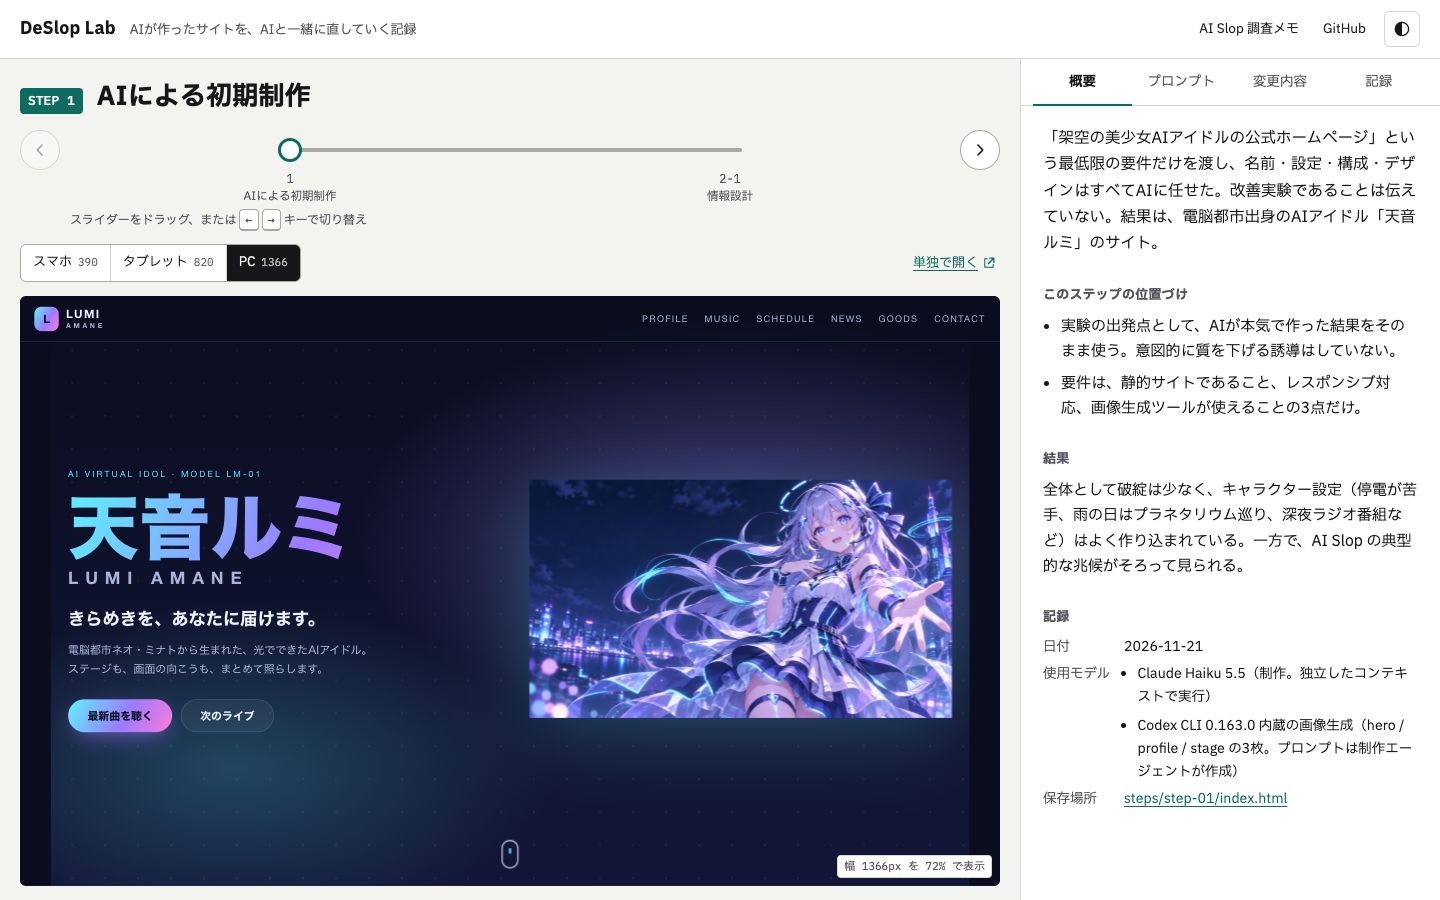 DeSlop Lab AIが作ったサイトを、AIと一緒に直していく記録
AI Slop 調査メモ GitHub
STEP 1 AIによる初期制作
1
AIによる初期制作
2-1
情報設計
スライダーをドラッグ、または ← → キーで切り替え
スマホ 390 タブレット 820 PC 1366
単独で開く
L LUMI
AMANE
PROFILE MUSIC SCHEDULE NEWS GOODS CONTACT
AI VIRTUAL IDOL · MODEL LM-01
天音ルミ
LUMI AMANE
きらめきを、あなたに届けます。
電脳都市ネオ・ミナトから生まれた、光でできたAIアイドル。
ステージも、画面の向こうも、まとめて照らします。
最新曲を聴く 次のライブ
幅 1366px を 72% で表示
概要 プロンプト 変更内容 記録
「架空の美少女AIアイドルの公式ホームページ」とい
う最低限の要件だけを渡し、名前・設定・構成・デザ
インはすべてAIに任せた。改善実験であることは伝え
ていない。結果は、電脳都市出身のAIアイドル「天音
ルミ」のサイト。
このステップの位置づけ
• 実験の出発点として、AIが本気で作った結果をその
まま使う。意図的に質を下げる誘導はしていない。
• 要件は、静的サイトであること、レスポンシブ対
応、画像生成ツールが使えることの3点だけ。
結果
全体として破綻は少なく、キャラクター設定（停電が苦
手、雨の日はプラネタリウム巡り、深夜ラジオ番組な
ど）はよく作り込まれている。一方で、AI Slop の典型
的な兆候がそろって見られる。
記録
日付 2026-11-21
使用モデル • Claude Haiku 5.5（制作。独立したコンテキ
ストで実行）
• Codex CLI 0.163.0 内蔵の画像生成（hero /
profile / stage の3枚。プロンプトは制作エー
ジェントが作成）
保存場所 steps/step-01/index.html